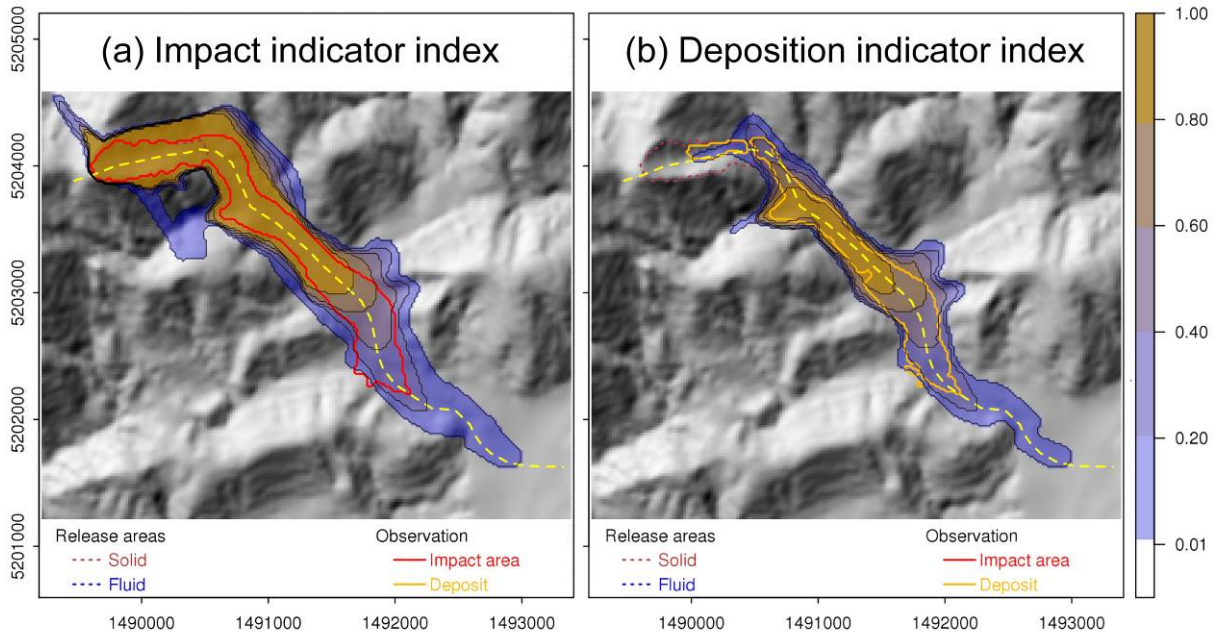 (a) Impact indicator index
(b) Deposition indicator index
5205000
5204000
5203000
5202000
5201000
1.00
0.80
0.60
0.40
0.20
0.01
Release areas
Solid
Fluid
Observation
Impact area
Deposit
Release areas
Solid
Fluid
Observation
Impact area
Deposit
1490000 1491000 1492000 1493000
1490000 1491000 1492000 1493000